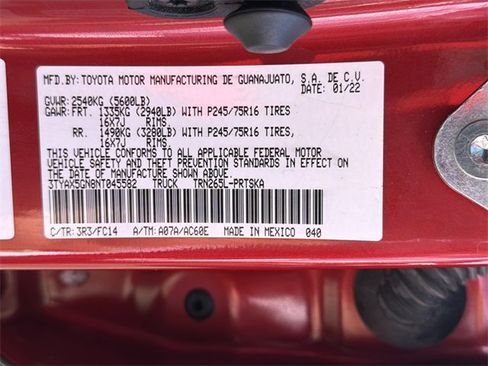 MFD.BY:TOYOTA MOTOR MANUFACTURING DE GUANAJUATO, S.A. DE C.V.
DATE: 01/22
GVWR:2540KG (5600LB)
GAWR:FRT. 1335KG (2940LB) WITH P245/75R16 TIRES
16X7J RIMS.
RR. 1490KG (3280LB) WITH P245/75R16 TIRES,
16X7J RIMS.
THIS VEHICLE CONFORMS TO ALL APPLICABLE FEDERAL MOTOR
VEHICLE SAFETY AND THEFT PREVENTION STANDARDS IN EFFECT ON
THE DATE OF MANUFACTURE SHOWN ABOVE.
3TYAX5GN8NT045582 TRUCK TRN265L-PRTSKA
C/TR:3R3/FC14 A/TM:A07A/AC60E MADE IN MEXICO 040